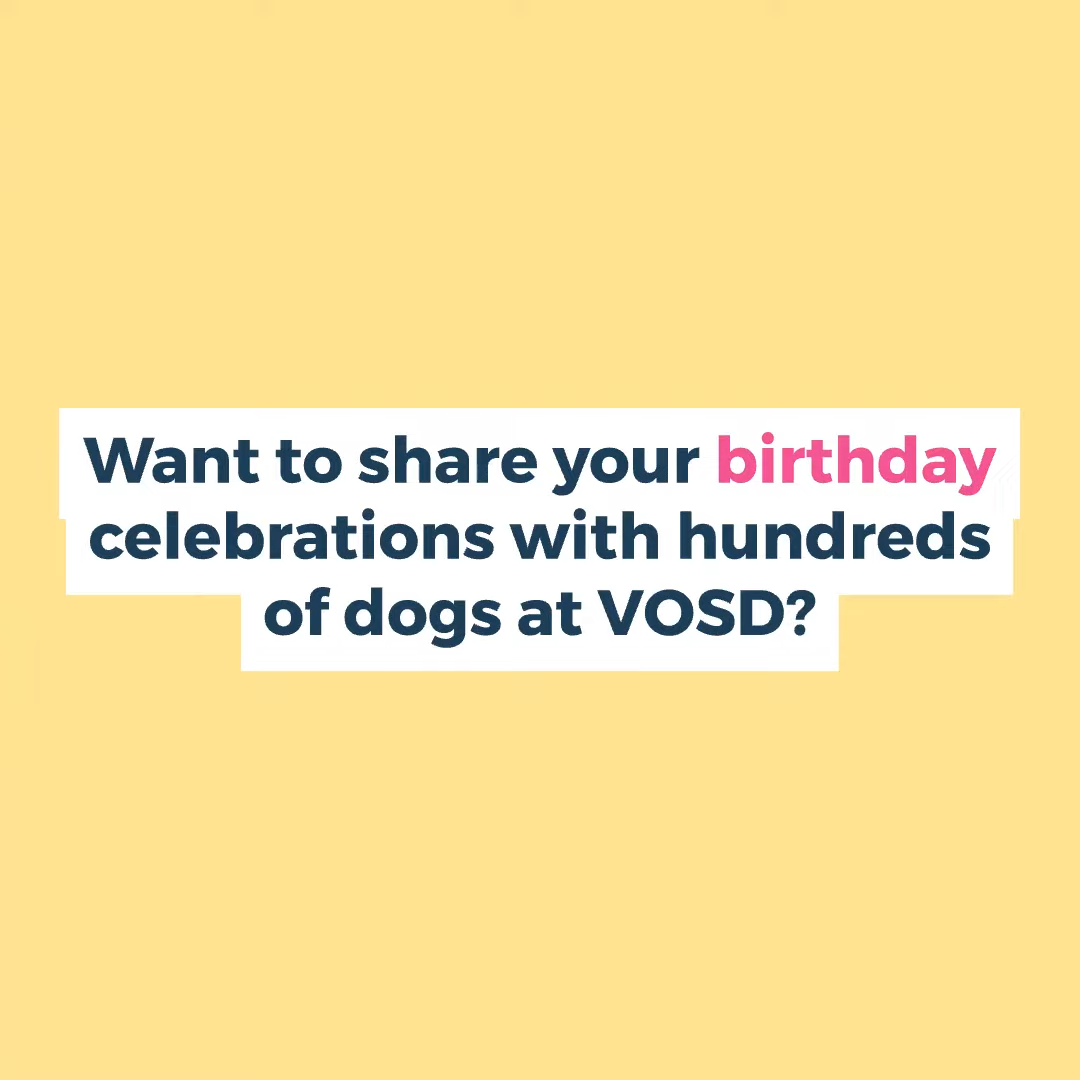 Want to share your birthday
celebrations with hundreds
of dogs at VOSD?